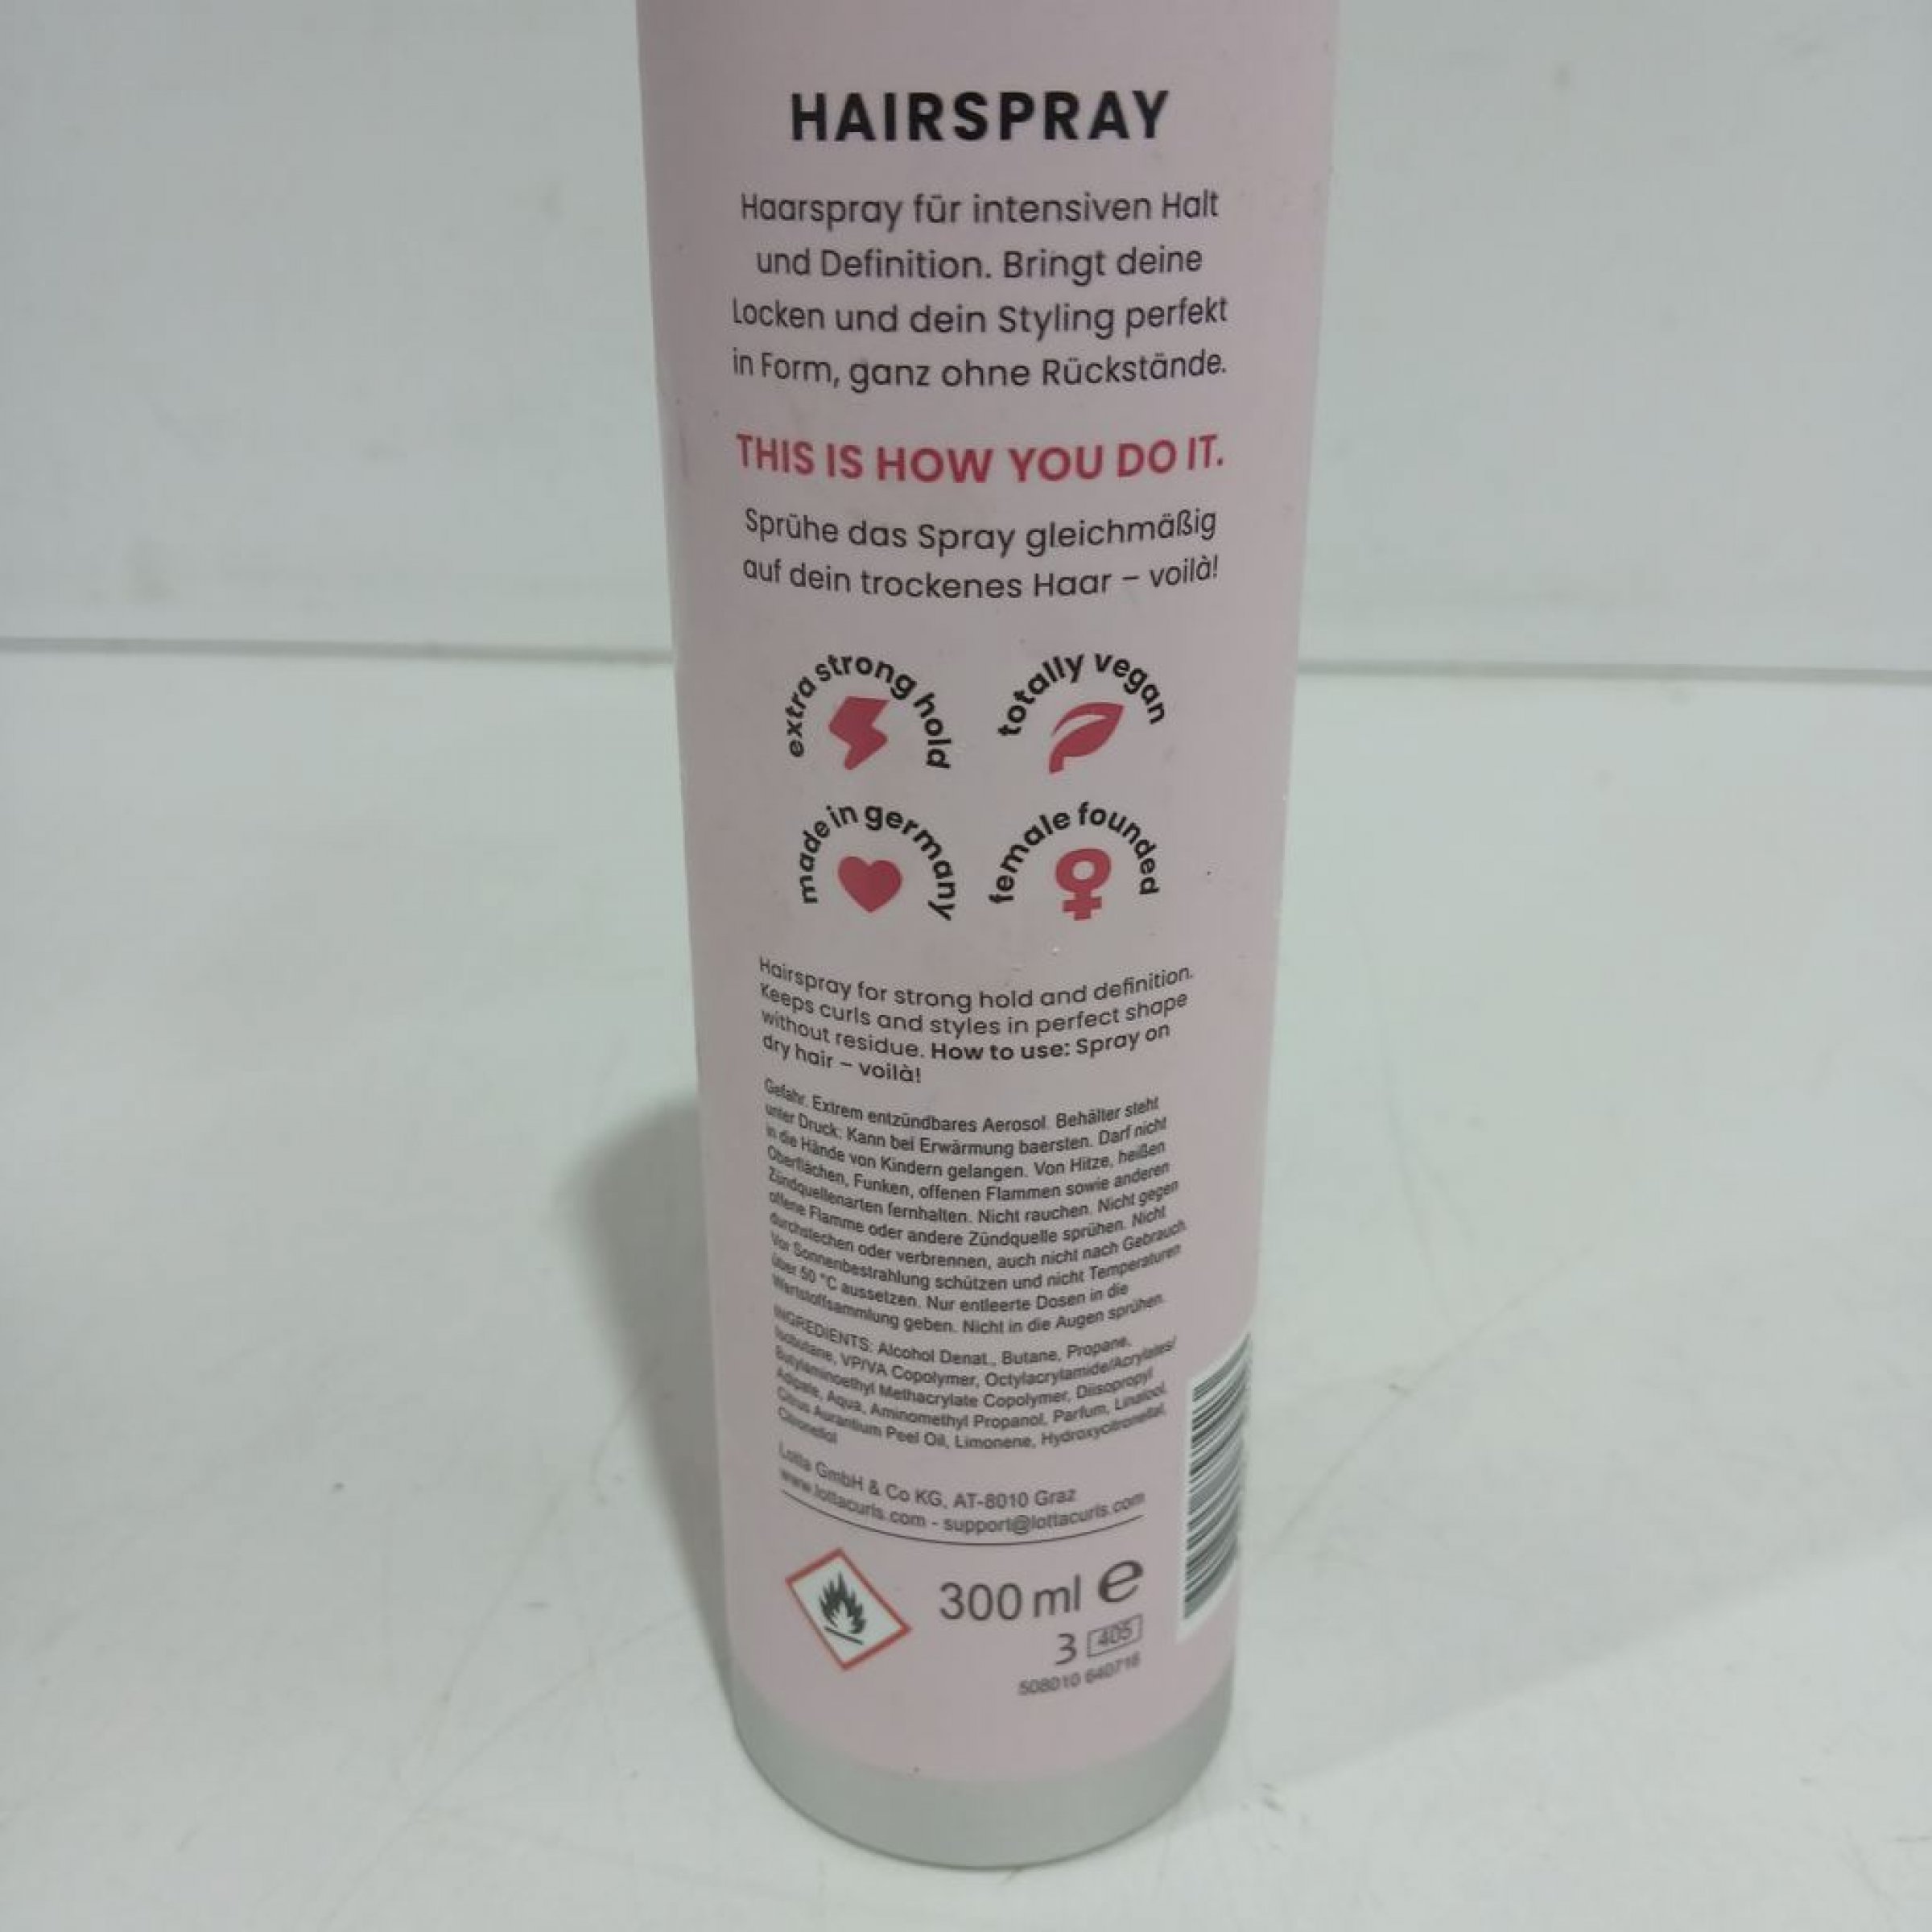 HAIRSPRAY
Haarspray für intensiven Halt
und Definition. Bringt deine
Locken und dein Styling perfekt
in Form, ganz ohne Rückstände.
THIS IS HOW YOU DO IT.
Sprühe das Spray gleichmäßig
auf dein trockenes Haar – voilà!
extra strong hold
totally vegan
made in germany
female founded
Hairspray for strong hold and definition.
Keeps curls and styles in perfect shape
without residue. How to use: Spray on
dry hair – voilà!
Gefahr. Extrem entzündbares Aerosol. Behälter steht
unter Druck: Kann bei Erwärmung baersten. Darf nicht
in die Hände von Kindern gelangen. Von Hitze, heißen
Oberflächen, Funken, offenen Flammen sowie anderen
Zündquellenarten fernhalten. Nicht rauchen. Nicht gegen
offene Flamme oder andere Zündquelle sprühen. Nicht
durchstechen oder verbrennen, auch nicht nach Gebrauch.
Vor Sonnenbestrahlung schützen und nicht Temperaturen
über 50 °C aussetzen. Nur entleerte Dosen in die
Wertstoffsammlung geben. Nicht in die Augen sprühen.
INGREDIENTS: Alcohol Denat., Butane, Propane,
Isobutane, VP/VA Copolymer, Octylacrylamide/Acrylates/
Butylaminoethyl Methacrylate Copolymer, Diisopropyl
Adipate, Aqua, Aminomethyl Propanol, Parfum, Linalool,
Citrus Aurantium Peel Oil, Limonene, Hydroxycitronellal,
Citronellol
Lotta GmbH & Co KG, AT-8010 Graz
www.lottacurls.com - support@lottacurls.com
300 ml e
3 405
508010 640716